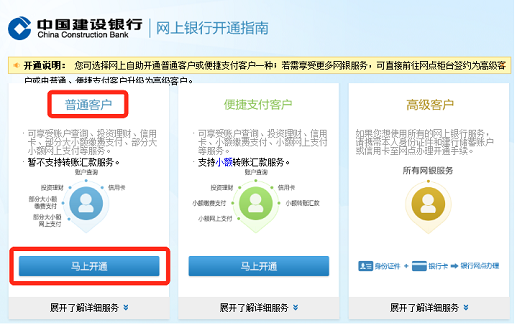 中国建设银行
China Construction Bank
网上银行开通指南
开通说明：您可选择网上自助开通普通客户或便捷支付客户一种；若需享受更多网银服务，可直接前往网点柜台签约为高级客
户或由普通、便捷支付客户升级为高级客户。
普通客户
·可享受账户查询、投资理财、信用
卡、部分大小额缴费支付、部分大
小额网上支付等服务。
·暂不支持转账汇款服务。
账户查询
投资理财
信用卡
部分大小额
缴费支付
部分大小额
网上支付
马上开通
展开了解详细服务
便捷支付客户
·可享受账户查询、投资理财、信用
卡、小额缴费支付、小额网上支付
等服务。
·支持小额转账汇款服务。
账户查询
投资理财
信用卡
小额缴费支付
小额转账汇款
小额网上支付
马上开通
展开了解详细服务
高级客户
如果您想使用所有的网上银行服务，
请携带本人身份证件和建行储蓄账户
或信用卡至网点办理开通手续。
所有网银服务
身份证件 + 银行卡 银行网点办理
展开了解详细服务